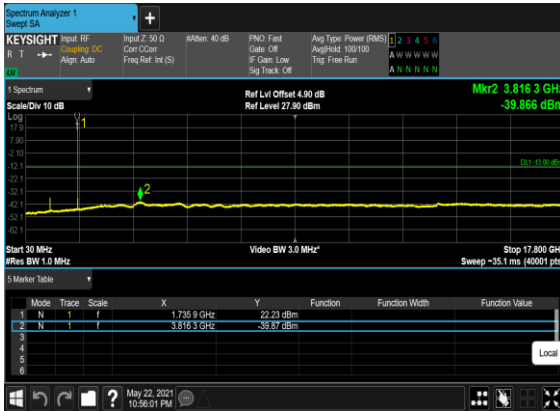 Spectrum Analyzer 1
Swept SA
+
KEYSIGHT
R T
Input: RF
Coupling: DC
Align: Auto
Input Z: 50 Ω
Corr CCorr
Freq Ref: Int (S)
#Atten: 40 dB
PNO: Fast
Gate: Off
IF Gain: Low
Sig Track: Off
Avg Type: Power (RMS)
Avg|Hold: 100/100
Trig: Free Run
1 2 3 4 5 6
A W W W W W
A N N N N N
1 Spectrum
Scale/Div 10 dB
Ref Lvl Offset 4.90 dB
Ref Level 27.90 dBm
Mkr2 3.816 3 GHz
-39.866 dBm
Log
17.9
7.90
-2.10
-12.1
-22.1
-32.1
-42.1
-52.1
-62.1
1
2
DL1 -13.00 dBm
Start 30 MHz
#Res BW 1.0 MHz
Video BW 3.0 MHz*
Stop 17.800 GHz
Sweep ~35.1 ms (40001 pts)
5 Marker Table
Mode Trace Scale X Y Function Function Width Function Value
1 N 1 f 1.735 9 GHz 22.23 dBm
2 N 1 f 3.816 3 GHz -39.87 dBm
3
4
5
6
Local
?
May 22, 2021
10:56:01 PM